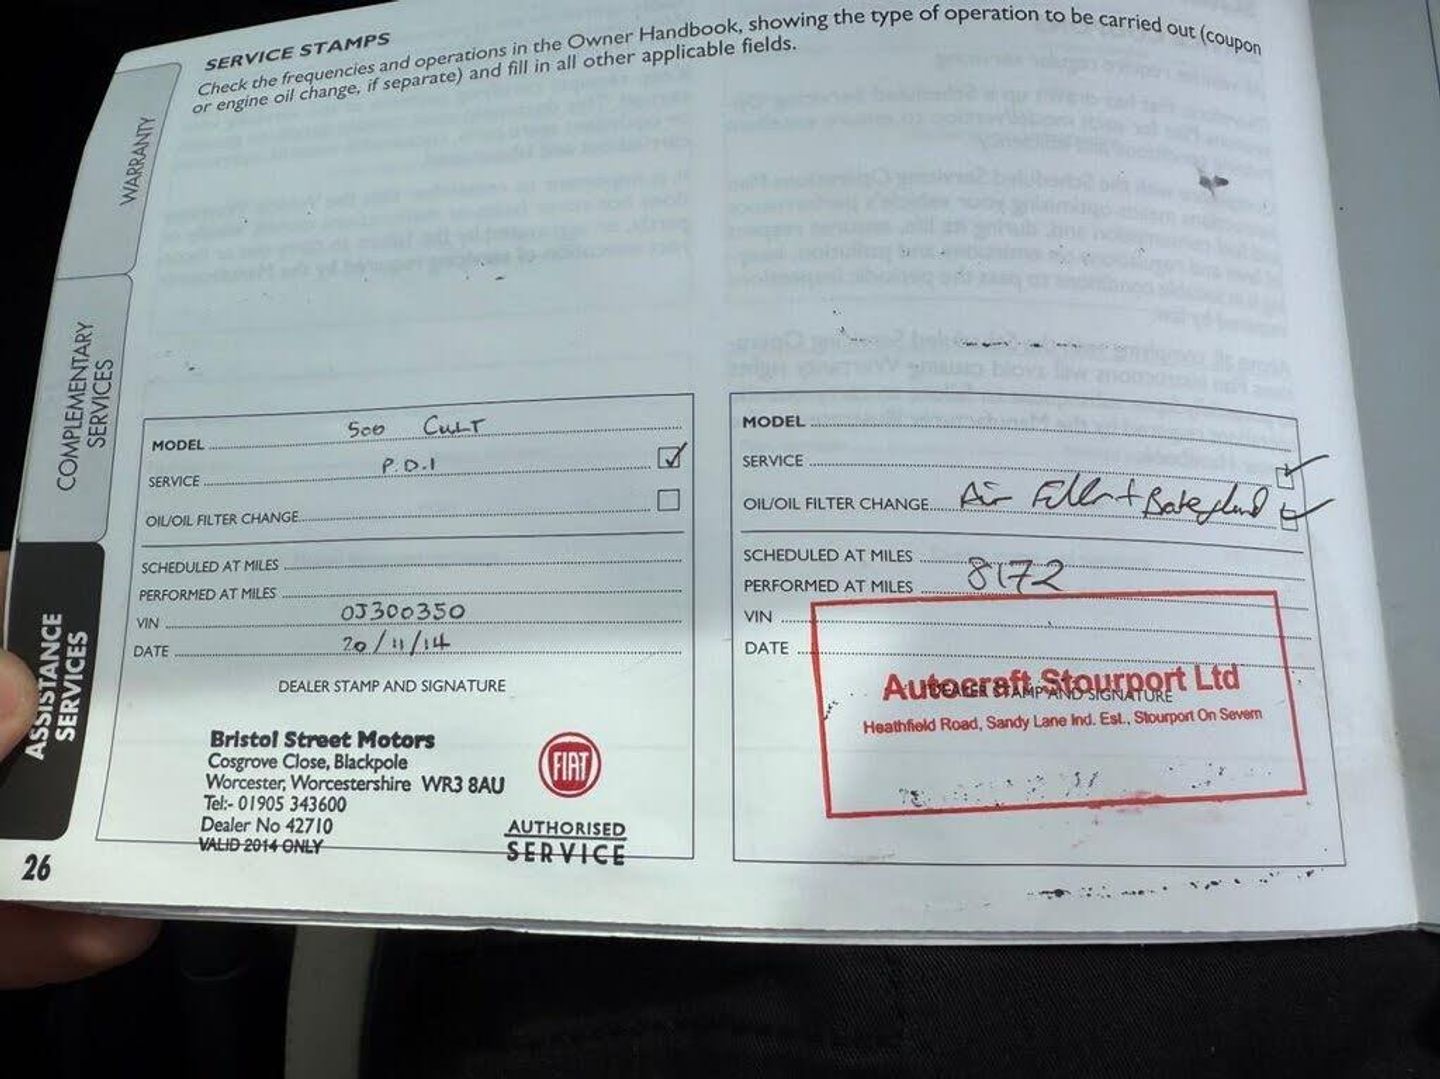 SERVICE STAMPS
Check the frequencies and operations in the Owner Handbook, showing the type of operation to be carried out (coupon
or engine oil change, if separate) and fill in all other applicable fields.
WARRANTY
COMPLEMENTARY
SERVICES
ASSISTANCE
SERVICES
MODEL 500 CULT
SERVICE P.D.I
OIL/OIL FILTER CHANGE
SCHEDULED AT MILES
PERFORMED AT MILES
VIN 0J300350
DATE 20/11/14
DEALER STAMP AND SIGNATURE
Bristol Street Motors
Cosgrove Close, Blackpole
Worcester, Worcestershire WR3 8AU
Tel:- 01905 343600
Dealer No 42710
VALID 2014 ONLY
FIAT
AUTHORISED
SERVICE
MODEL
SERVICE
OIL/OIL FILTER CHANGE Air
SCHEDULED AT MILES
PERFORMED AT MILES 8172
VIN
DATE
DEALER STAMP AND SIGNATURE
Autocraft Stourport Ltd
Heathfield Road, Sandy Lane Ind. Est., Stourport On Severn
26